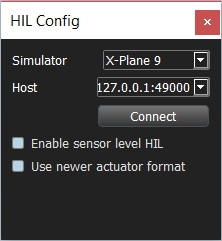 HIL Config
Simulator X-Plane 9
Host 127.0.0.1:49000
Connect
Enable sensor level HIL
Use newer actuator format